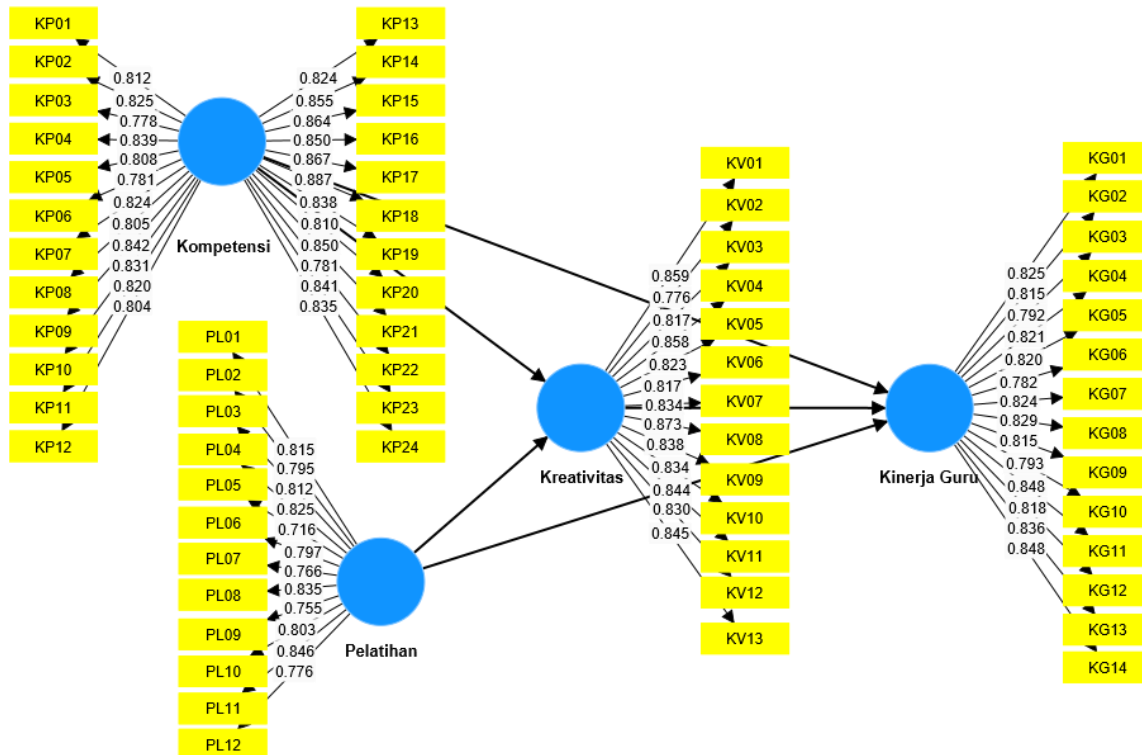 KP01
KP02
KP03
KP04
KP05
KP06
KP07
KP08
KP09
KP10
KP11
KP12
0.812
0.825
0.778
0.839
0.808
0.781
0.824
0.805
0.842
0.831
0.820
0.804
Kompetensi
0.824
0.855
0.864
0.850
0.867
0.887
0.838
0.810
0.850
0.781
0.841
0.835
KP13
KP14
KP15
KP16
KP17
KP18
KP19
KP20
KP21
KP22
KP23
KP24
PL01
PL02
PL03
PL04
PL05
PL06
PL07
PL08
PL09
PL10
PL11
PL12
0.815
0.795
0.812
0.825
0.716
0.797
0.766
0.835
0.755
0.803
0.846
0.776
Pelatihan
Kreativitas
0.859
0.776
0.817
0.858
0.823
0.817
0.834
0.873
0.838
0.834
0.844
0.830
0.845
KV01
KV02
KV03
KV04
KV05
KV06
KV07
KV08
KV09
KV10
KV11
KV12
KV13
Kinerja Guru
0.825
0.815
0.792
0.821
0.820
0.782
0.824
0.829
0.815
0.793
0.848
0.818
0.836
0.848
KG01
KG02
KG03
KG04
KG05
KG06
KG07
KG08
KG09
KG10
KG11
KG12
KG13
KG14